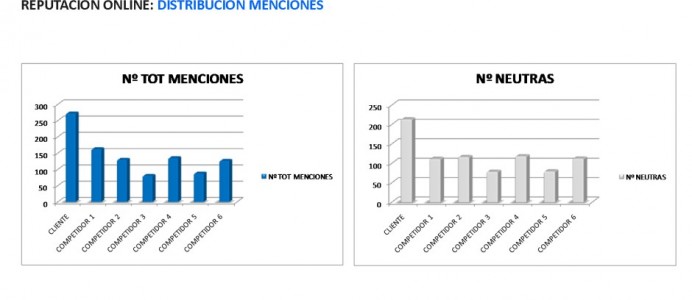 REPUTACIÓN ONLINE: DISTRIBUCIÓN MENCIONES
Nº TOT MENCIONES
300
250
200
150
100
50
0
CLIENTE
COMPETIDOR 1
COMPETIDOR 2
COMPETIDOR 3
COMPETIDOR 4
COMPETIDOR 5
COMPETIDOR 6
Nº TOT MENCIONES
Nº NEUTRAS
250
200
150
100
50
0
CLIENTE
COMPETIDOR 1
COMPETIDOR 2
COMPETIDOR 3
COMPETIDOR 4
COMPETIDOR 5
COMPETIDOR 6
Nº NEUTRAS